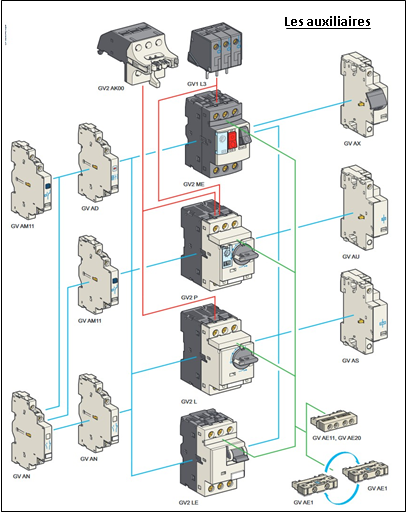 Les auxiliaires
GV2 AK00
GV1 L3
GV AX
GV2 ME
GV AM11
GV AD
GV AU
GV2 P
GV AM11
GV AS
GV2 L
GV AN
GV AN
GV AE11, GV AE20
GV2 LE
GV AE1
GV AE1